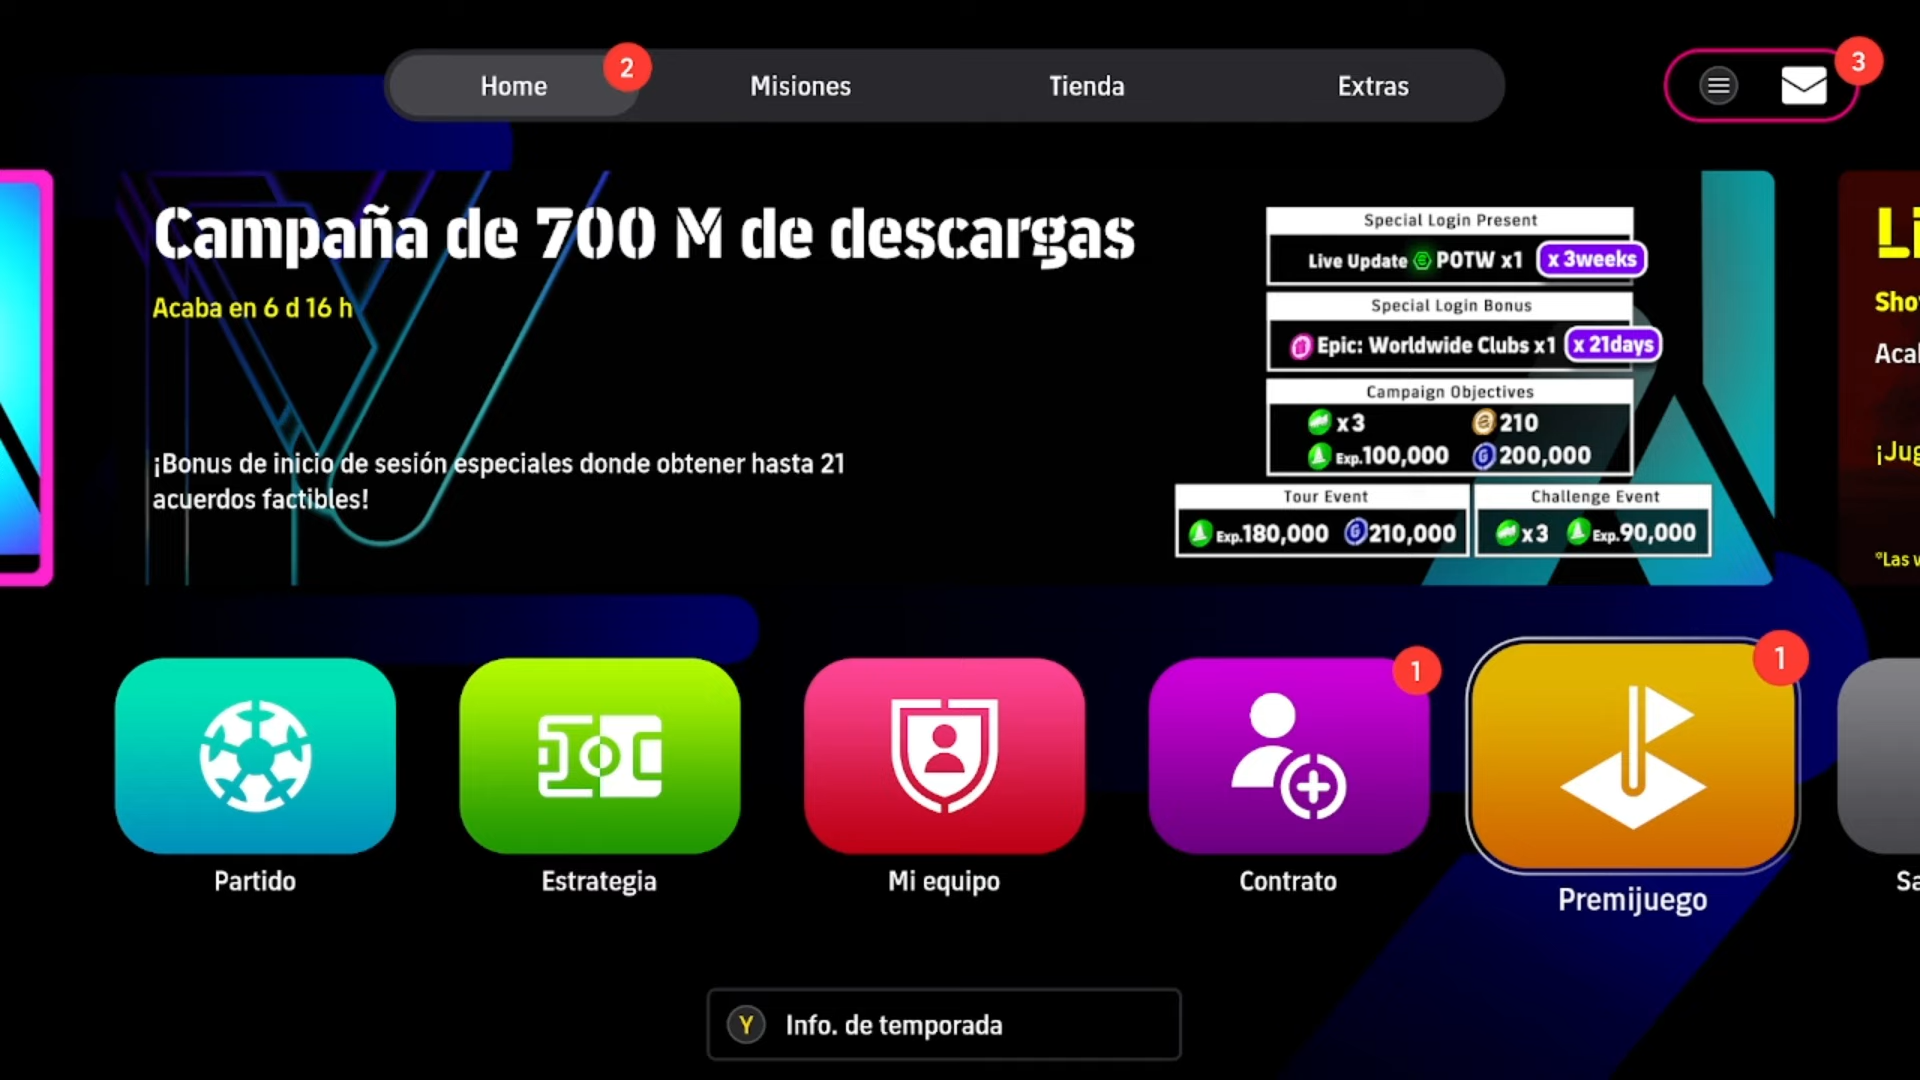 Home
2
Misiones
Tienda
Extras
3
Campaña de 700 M de descargas
Acaba en 6 d 16 h
¡Bonus de inicio de sesión especiales donde obtener hasta 21
acuerdos factibles!
Special Login Present
Live Update POTW x1 x 3weeks
Special Login Bonus
Epic: Worldwide Clubs x1 x 21days
Campaign Objectives
x3 210
Exp.100,000 200,000
Tour Event
Exp.180,000 210,000
Challenge Event
x3 Exp.90,000
1
1
Partido
Estrategia
Mi equipo
Contrato
Premijuego
Y Info. de temporada